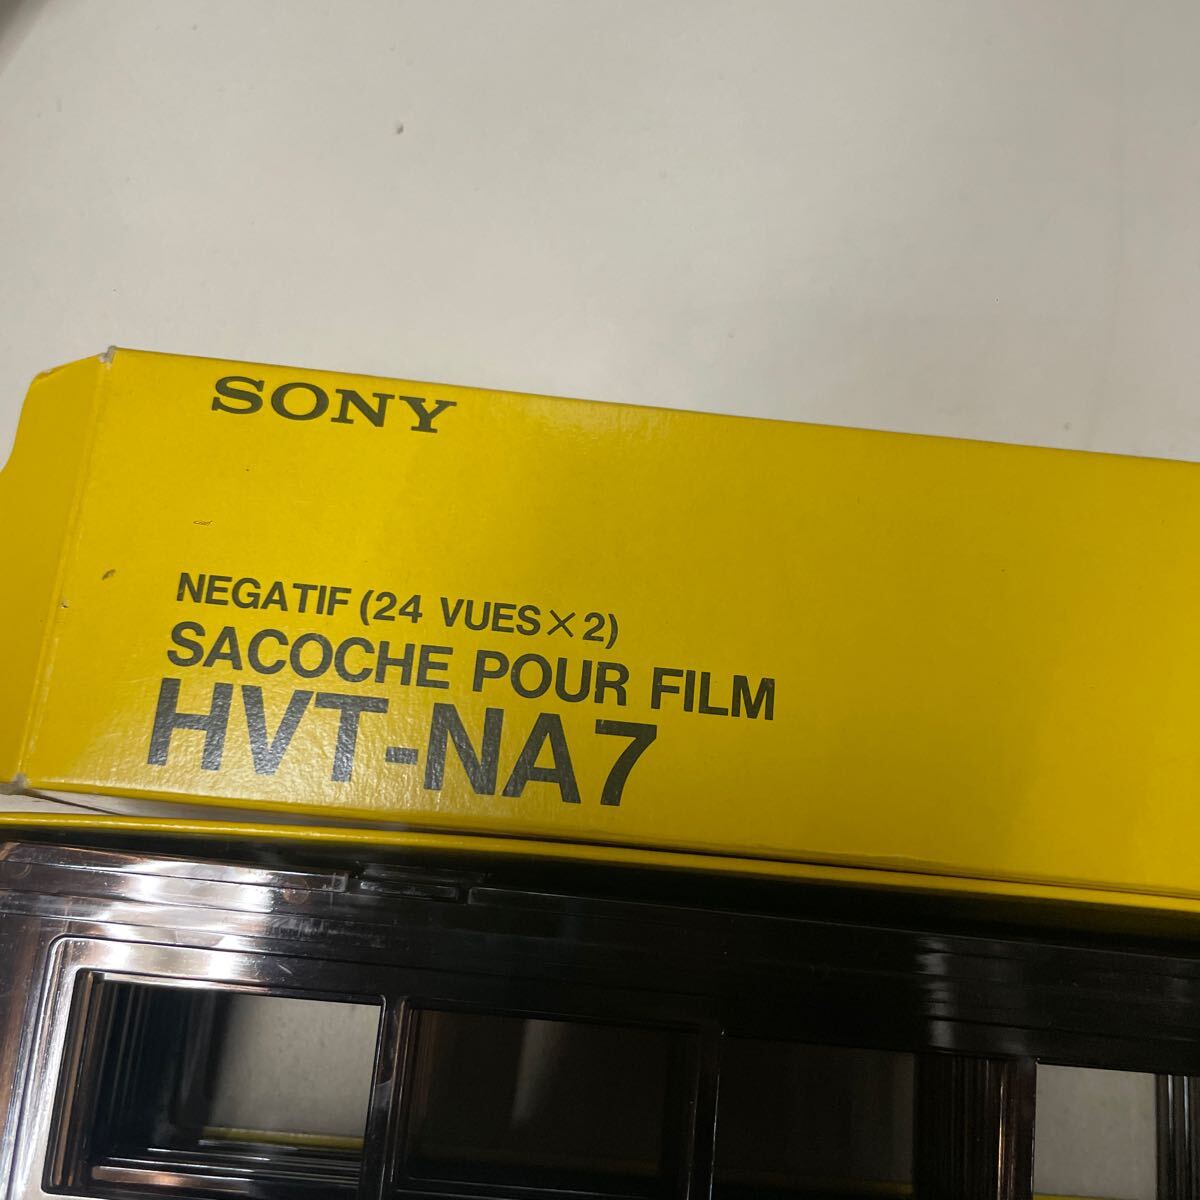 SONY
NEGATIF (24 VUES×2)
SACOCHE POUR FILM
HVT-NA7